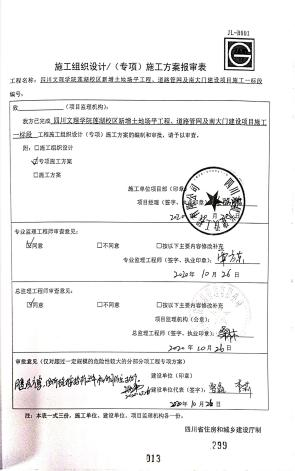 JL-B001
施工组织设计/（专项）施工方案报审表
工程名称：四川文理学院莲湖校区新增土地场平工程、道路管网及南大门建设项目施工一标段
编号：
致（项目监理机构）：
我方已完成 四川文理学院莲湖校区新增土地场平工程、道路管网及南大门建设项目施工
一标段 工程施工组织设计（专项）施工方案的编制和审批，请予以审查。
附：□施工组织设计
专项施工方案
□施工方案
施工单位项目部（印章）
项目经理（签字、执业印章）
专业监理工程师审查意见：
同意 □不同意 □按以下主要内容修改补充
专业监理工程师（签字、执业印章）：
2020年10月26日
总监理工程师审查意见：
同意 □不同意 □按以下主要内容修改补充
项目监理机构（公章）：
总监理工程师（签字、执业印章）：
2020年10月26日
审批意见（仅对超过一定规模的危险性较大的分部分项工程专项方案）
建设单位（印章）
建设单位代表（签字）：
2020年10月26日
注：本表一式三份，施工单位、建设单位、项目监理机构各一份。
四川省住房和城乡建设厅制
299
013